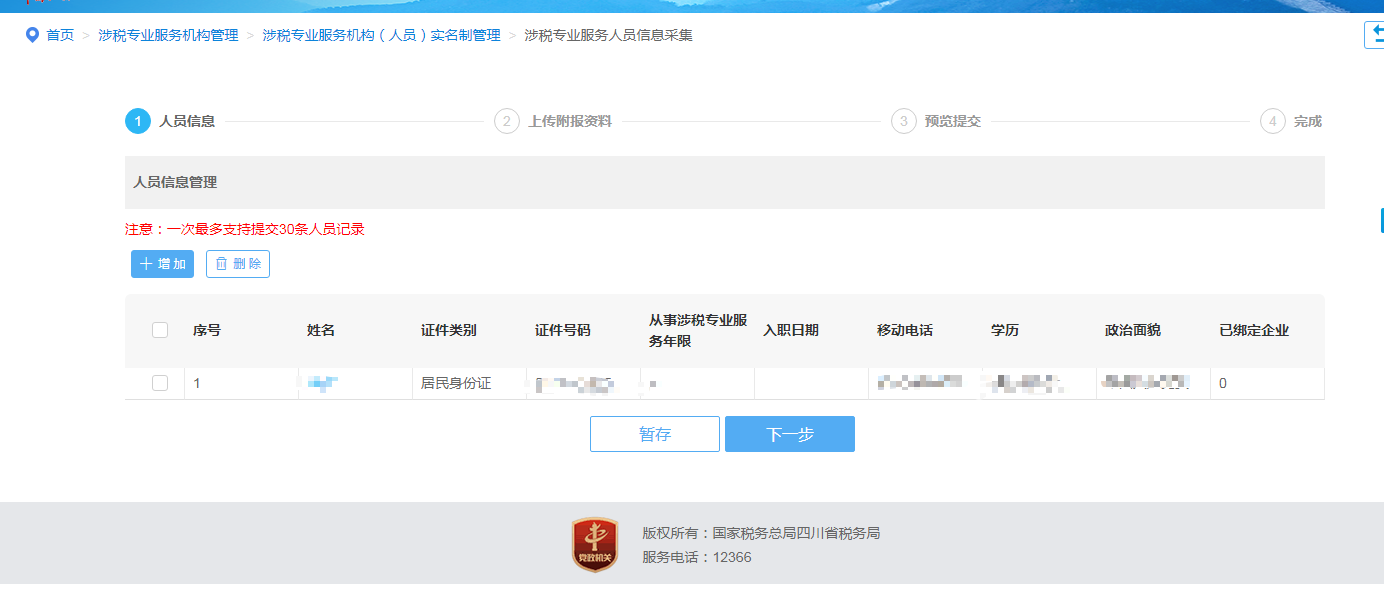 首页 > 涉税专业服务机构管理 > 涉税专业服务机构（人员）实名制管理 > 涉税专业服务人员信息采集
1 人员信息 2 上传附报资料 3 预览提交 4 完成
人员信息管理
注意：一次最多支持提交30条人员记录
增加 删除
序号 姓名 证件类别 证件号码 从事涉税专业服务年限 入职日期 移动电话 学历 政治面貌 已绑定企业
1 居民身份证 0
暂存 下一步
党政机关
版权所有：国家税务总局四川省税务局
服务电话：12366